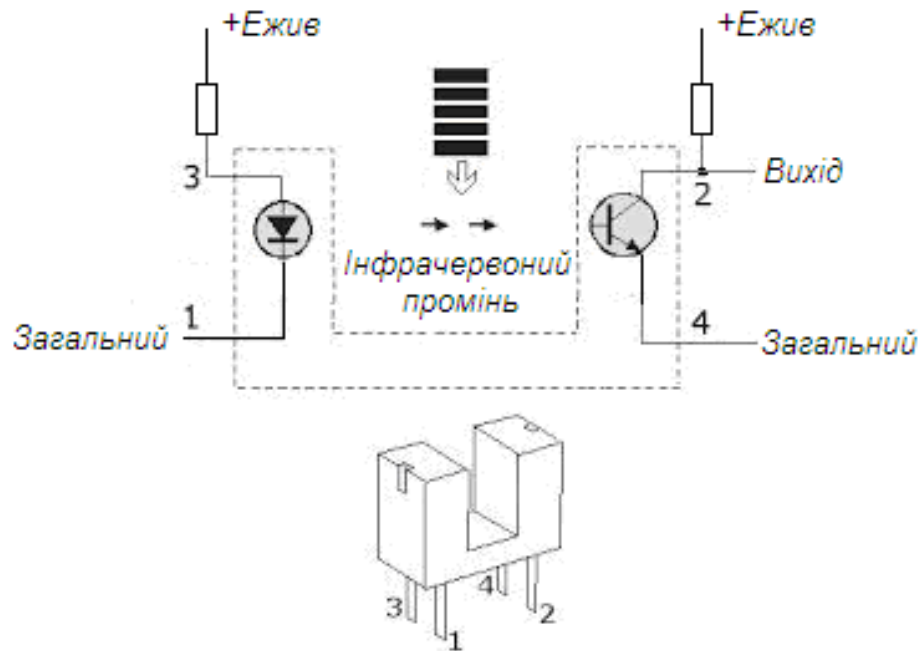 +Ежив
+Ежив
3
2
Вихід
Інфрачервоний
промінь
1
4
Загальний
Загальний
3
4
2
1